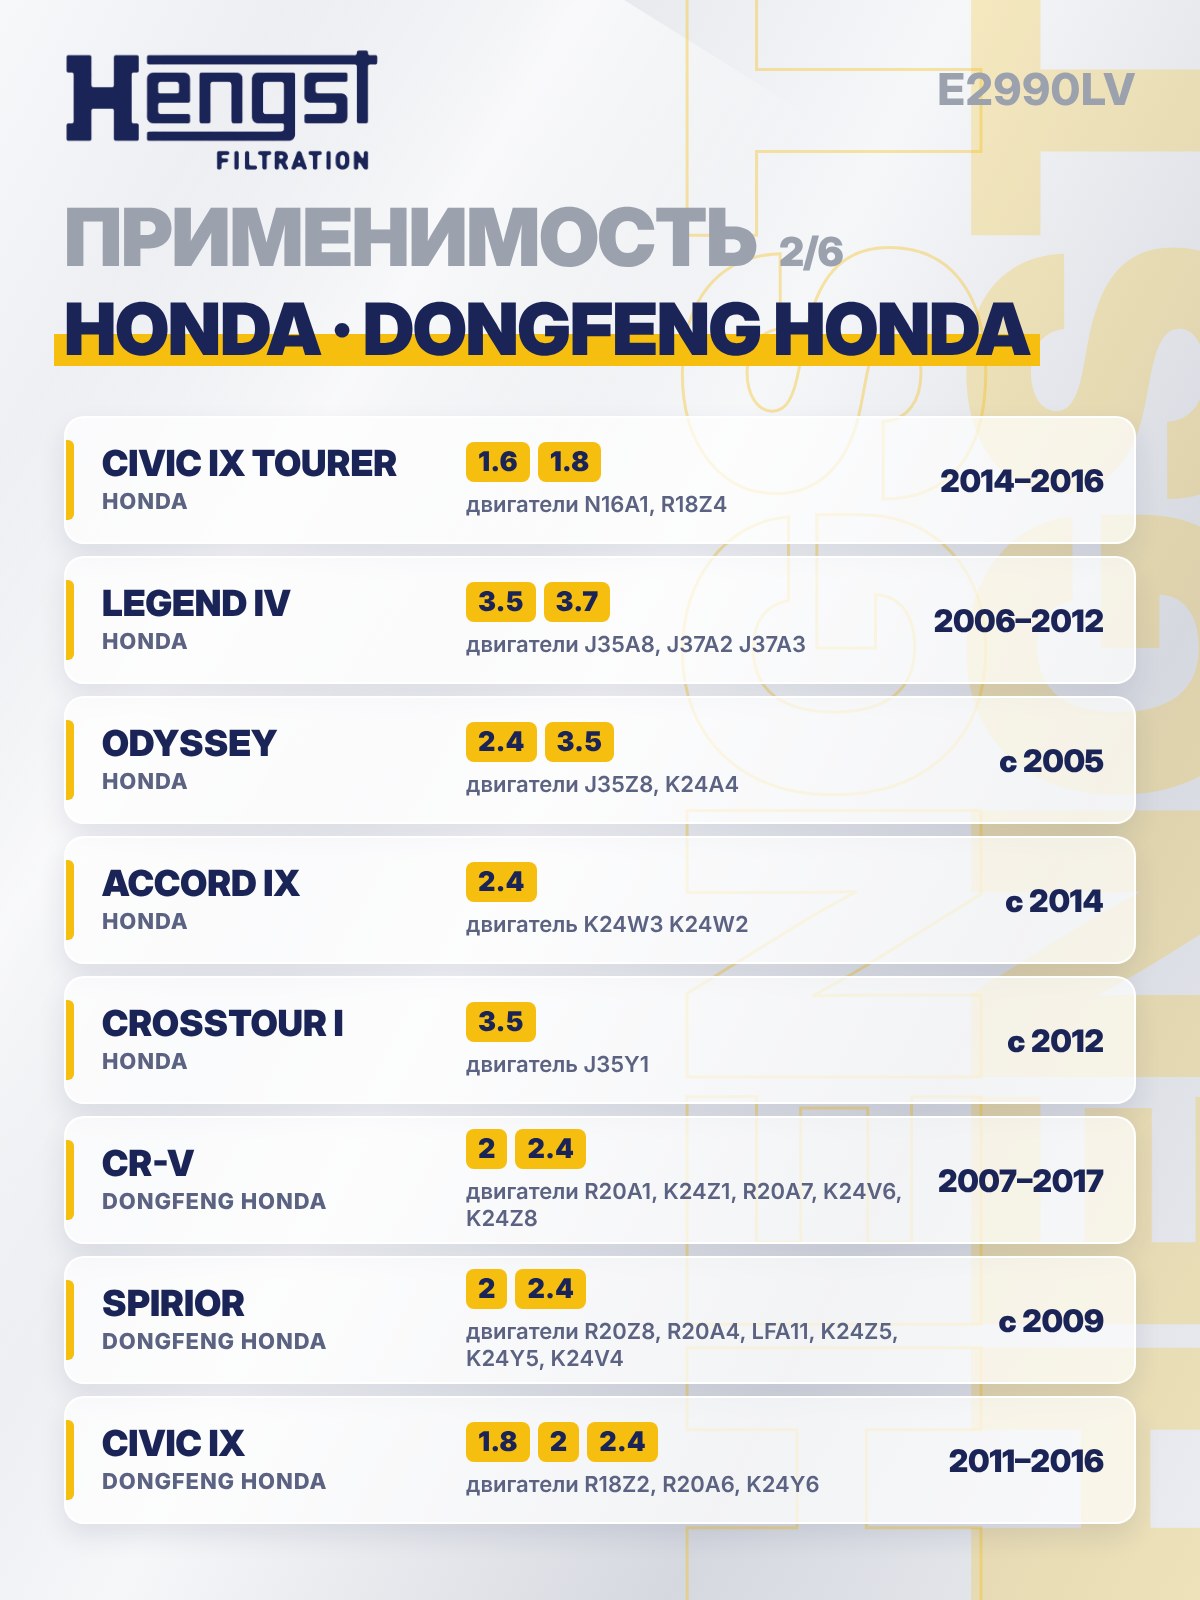 Hengst
FILTRATION
E2990LV
ПРИМЕНИМОСТЬ 2/6
HONDA · DONGFENG HONDA
CIVIC IX TOURER
HONDA
1.6 1.8
двигатели N16A1, R18Z4
2014–2016
LEGEND IV
HONDA
3.5 3.7
двигатели J35A8, J37A2 J37A3
2006–2012
ODYSSEY
HONDA
2.4 3.5
двигатели J35Z8, K24A4
с 2005
ACCORD IX
HONDA
2.4
двигатель K24W3 K24W2
с 2014
CROSSTOUR I
HONDA
3.5
двигатель J35Y1
с 2012
CR-V
DONGFENG HONDA
2 2.4
двигатели R20A1, K24Z1, R20A7, K24V6,
K24Z8
2007–2017
SPIRIOR
DONGFENG HONDA
2 2.4
двигатели R20Z8, R20A4, LFA11, K24Z5,
K24Y5, K24V4
с 2009
CIVIC IX
DONGFENG HONDA
1.8 2 2.4
двигатели R18Z2, R20A6, K24Y6
2011–2016
HENGST
HENGST